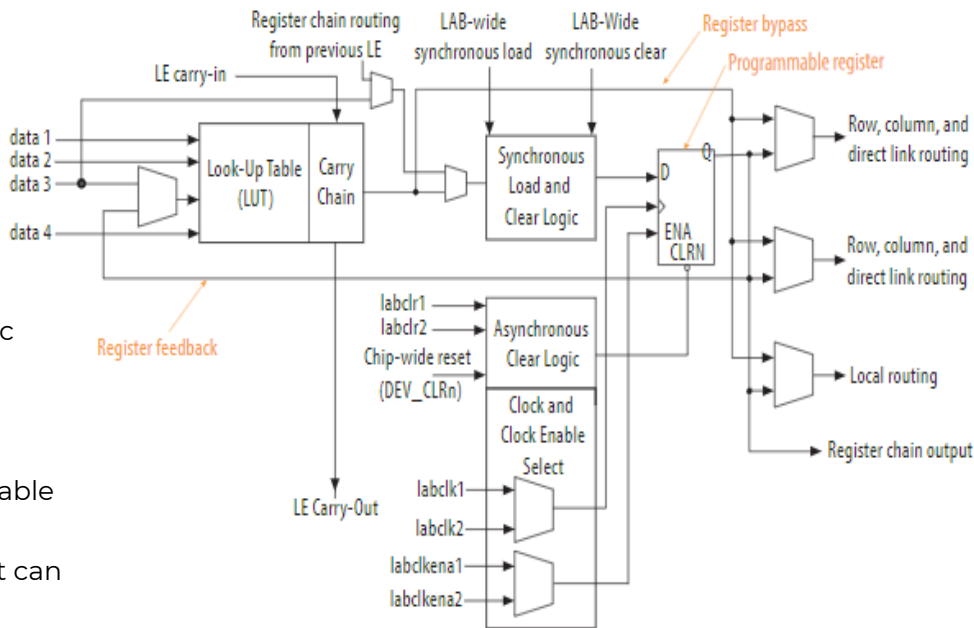 Register chain routing
from previous LE
LAB-wide
synchronous load
LAB-Wide
synchronous clear
Register bypass
Programmable register
LE carry-in
data 1
data 2
data 3
data 4
Look-Up Table
(LUT)
Carry
Chain
Synchronous
Load and
Clear Logic
D
Q
ENA
CLRN
Row, column, and
direct link routing
Row, column, and
direct link routing
Local routing
Register chain output
Register feedback
labclr1
labclr2
Chip-wide reset
(DEV_CLRn)
Asynchronous
Clear Logic
Clock and
Clock Enable
Select
labclk1
labclk2
labclkena1
labclkena2
LE Carry-Out
c
able
t can